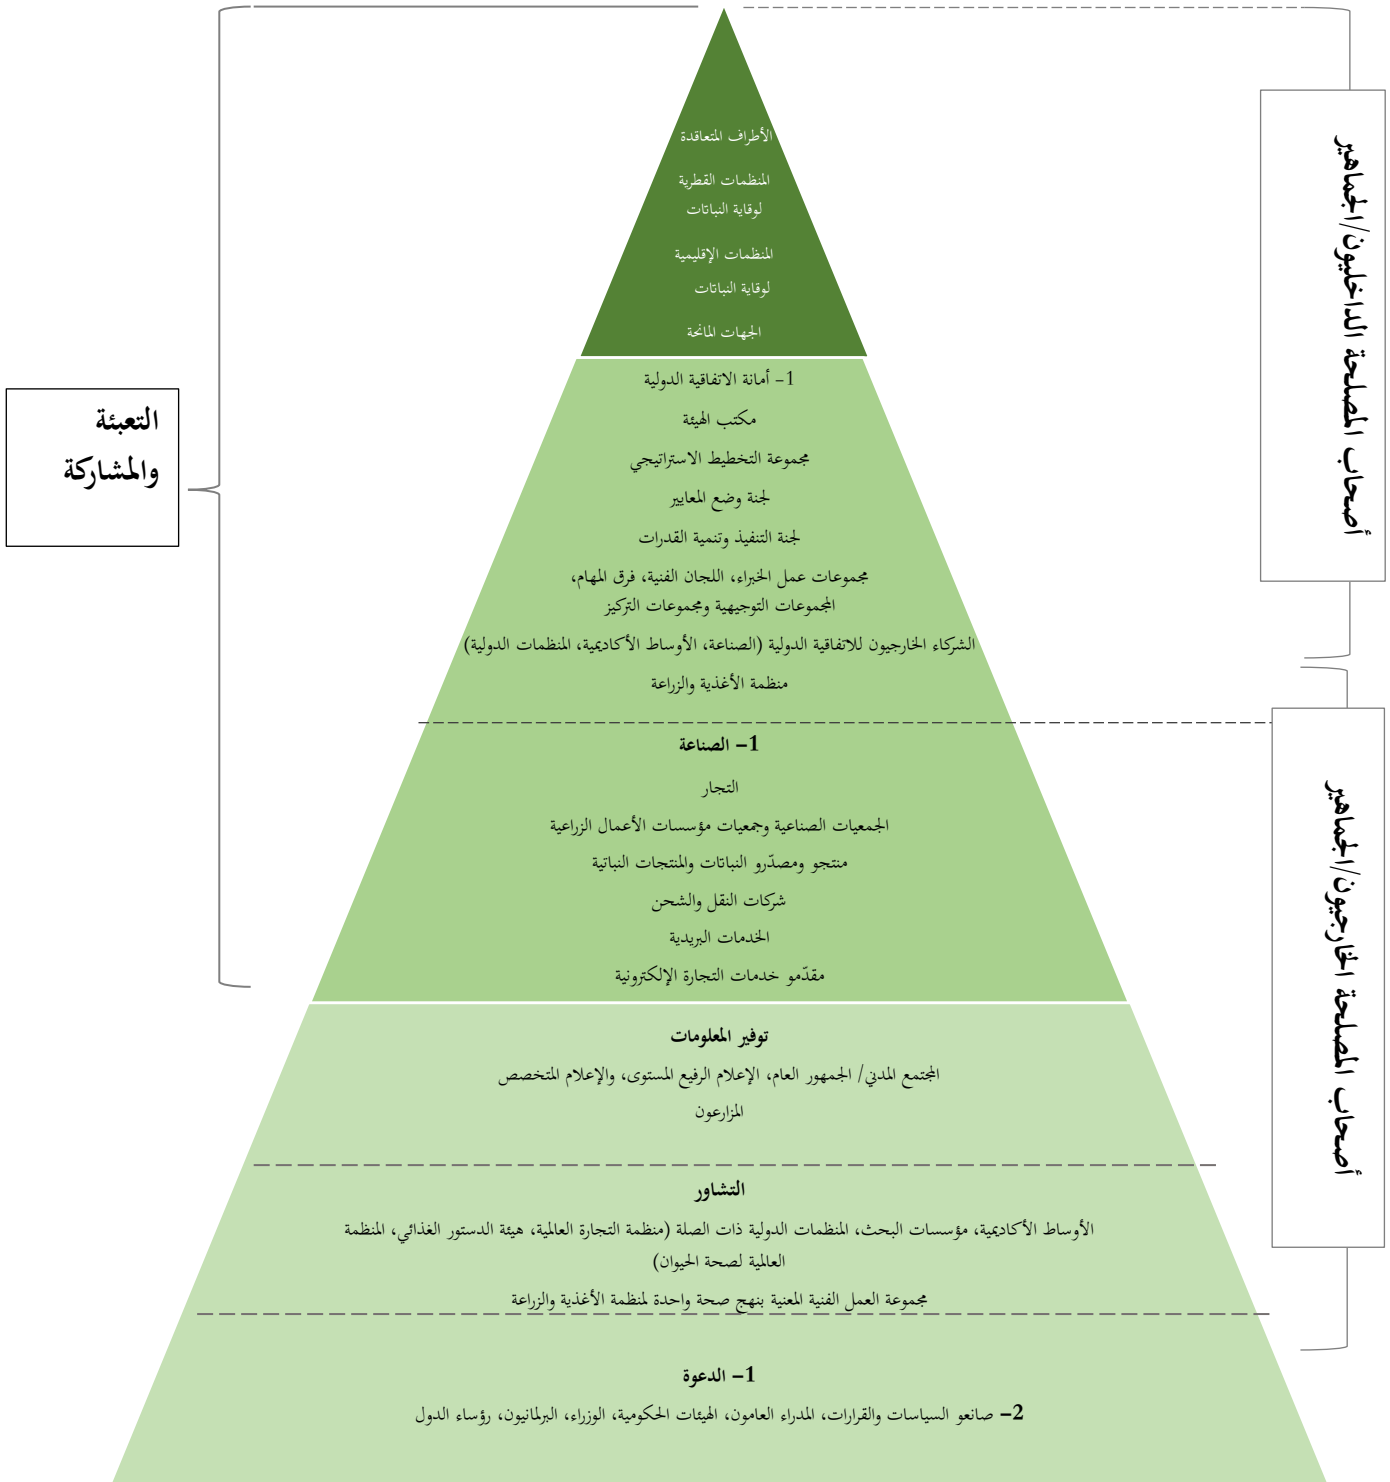 الأطراف المتعاقدة
المنظمات القطرية
لوقاية النباتات
المنظمات الإقليمية
لوقاية النباتات
الجهات المانحة
1- أمانة الاتفاقية الدولية
مكتب الهيئة
مجموعة التخطيط الاستراتيجي
لجنة وضع المعايير
لجنة التنفيذ وتنمية القدرات
مجموعات عمل الخبراء، اللجان الفنية، فرق المهام،
المجموعات التوجيهية ومجموعات التركيز
الشركاء الخارجيون للاتفاقية الدولية (الصناعة، الأوساط الأكاديمية، المنظمات الدولية)
منظمة الأغذية والزراعة
1- الصناعة
التجار
الجمعيات الصناعية وجمعيات مؤسسات الأعمال الزراعية
منتجو ومصدّرو النباتات والمنتجات النباتية
شركات النقل والشحن
الخدمات البريدية
مقدّمو خدمات التجارة الإلكترونية
توفير المعلومات
المجتمع المدني/ الجمهور العام، الإعلام الرفيع المستوى، والإعلام المتخصص
المزارعون
التشاور
الأوساط الأكاديمية، مؤسسات البحث، المنظمات الدولية ذات الصلة (منظمة التجارة العالمية، هيئة الدستور الغذائي، المنظمة
العالمية لصحة الحيوان)
مجموعة العمل الفنية المعنية بنهج صحة واحدة لمنظمة الأغذية والزراعة
1- الدعوة
2- صانعو السياسات والقرارات، المدراء العامون، الهيئات الحكومية، الوزراء، البرلمانيون، رؤساء الدول
أصحاب المصلحة الداخليون/الجماهير
أصحاب المصلحة الخارجيون/الجماهير
التعبئة
والمشاركة